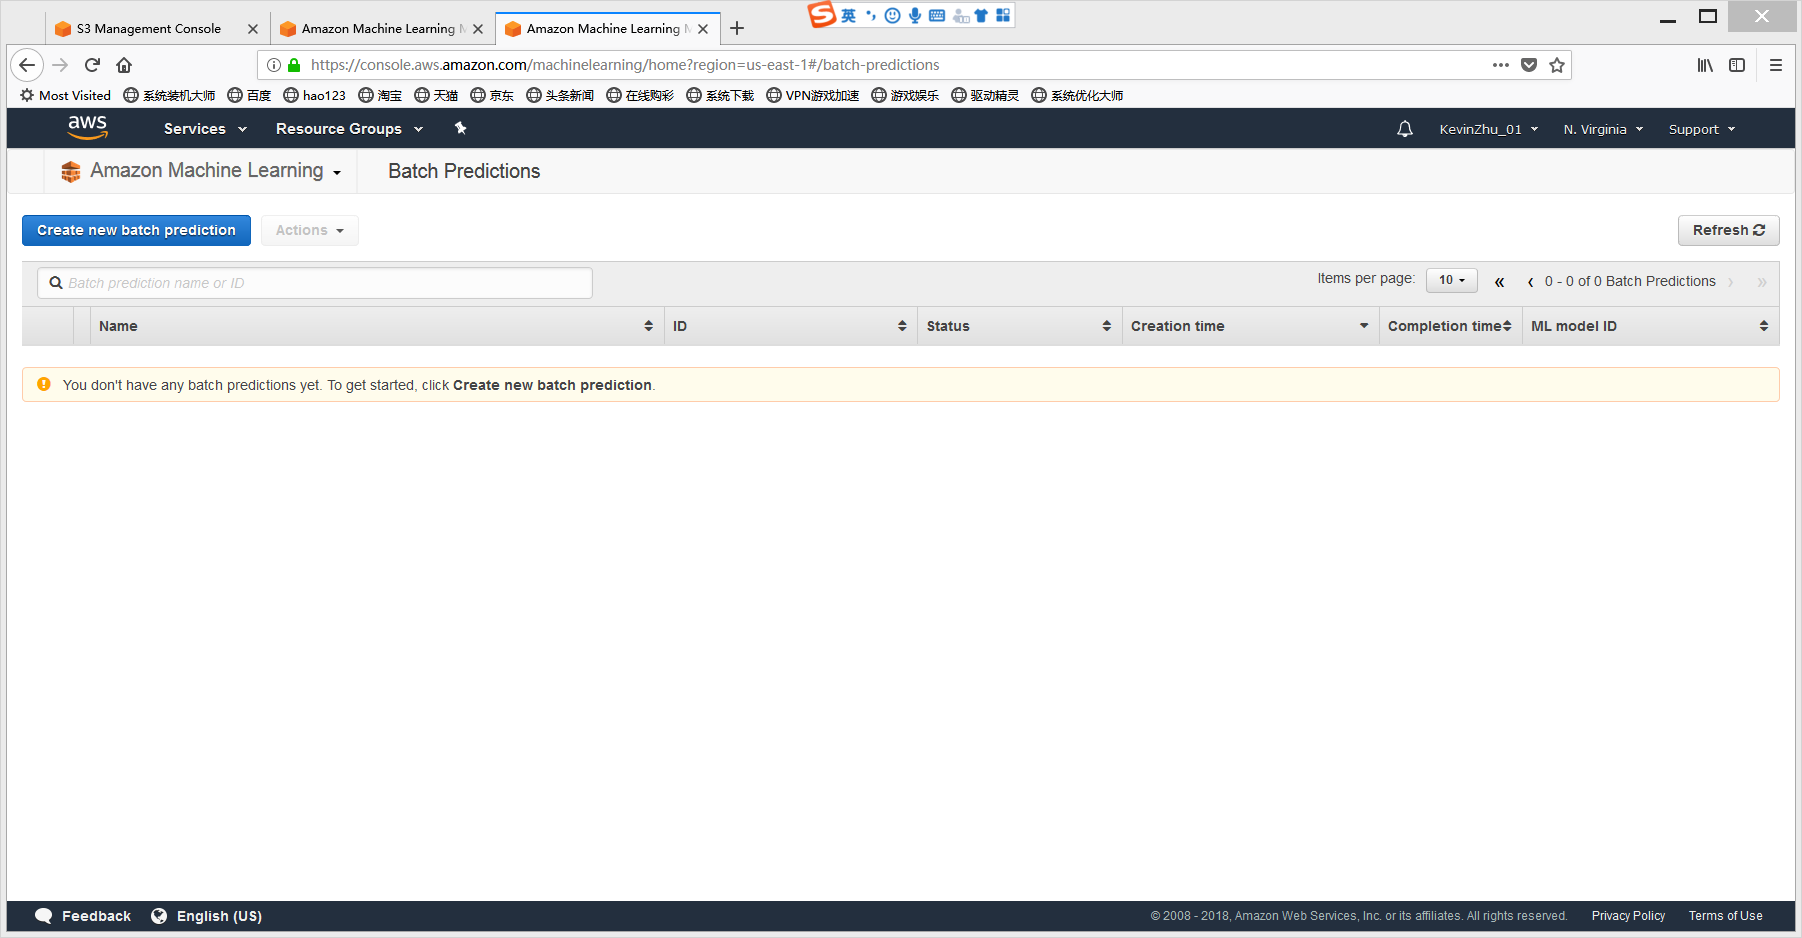 S3 Management Console
Amazon Machine Learning
Amazon Machine Learning
英
https://console.aws.amazon.com/machinelearning/home?region=us-east-1#/batch-predictions
Most Visited 系统装机大师 百度 hao123 淘宝 天猫 京东 头条新闻 在线购彩 系统下载 VPN游戏加速 游戏娱乐 驱动精灵 系统优化大师
aws Services Resource Groups KevinZhu_01 N. Virginia Support
Amazon Machine Learning Batch Predictions
Create new batch prediction Actions Refresh
Batch prediction name or ID Items per page: 10 « ‹ 0 - 0 of 0 Batch Predictions › »
Name ID Status Creation time Completion time ML model ID
You don't have any batch predictions yet. To get started, click Create new batch prediction.
Feedback English (US) © 2008 - 2018, Amazon Web Services, Inc. or its affiliates. All rights reserved. Privacy Policy Terms of Use